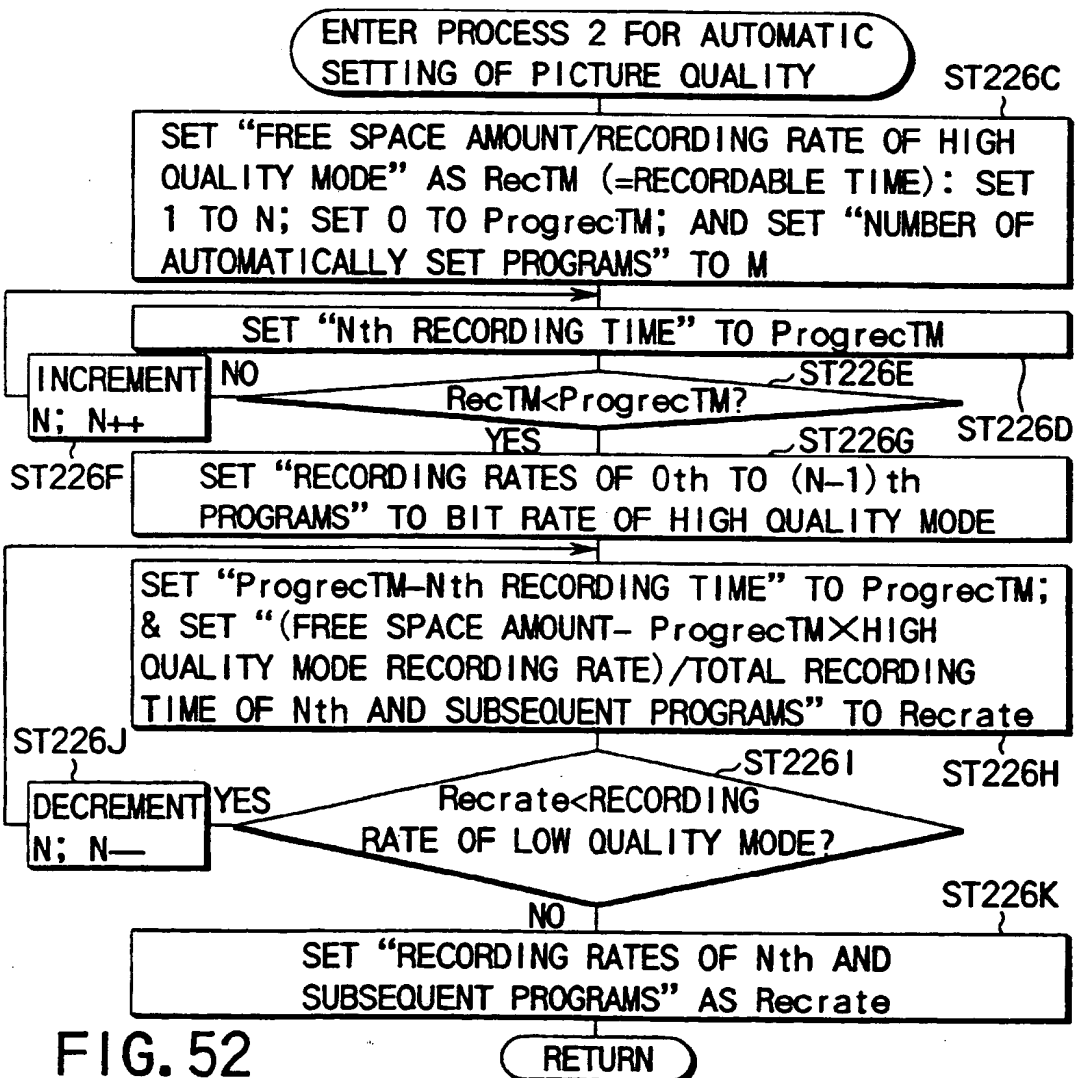 ENTER PROCESS 2 FOR AUTOMATIC
SETTING OF PICTURE QUALITY
ST226C
SET “FREE SPACE AMOUNT/RECORDING RATE OF HIGH
QUALITY MODE” AS RecTM (=RECORDABLE TIME): SET
1 TO N; SET 0 TO ProgrecTM; AND SET “NUMBER OF
AUTOMATICALLY SET PROGRAMS” TO M
SET “Nth RECORDING TIME” TO ProgrecTM
ST226D
INCREMENT
N; N++
ST226F
NO
RecTM<ProgrecTM?
ST226E
YES
ST226G
SET “RECORDING RATES OF 0th TO (N-1)th
PROGRAMS” TO BIT RATE OF HIGH QUALITY MODE
SET “ProgrecTM-Nth RECORDING TIME” TO ProgrecTM;
& SET “(FREE SPACE AMOUNT- ProgrecTM×HIGH
QUALITY MODE RECORDING RATE)/TOTAL RECORDING
TIME OF Nth AND SUBSEQUENT PROGRAMS” TO Recrate
ST226H
ST226J
DECREMENT
N; N—
YES
ST226I
Recrate<RECORDING
RATE OF LOW QUALITY MODE?
NO
ST226K
SET “RECORDING RATES OF Nth AND
SUBSEQUENT PROGRAMS” AS Recrate
RETURN
FIG. 52